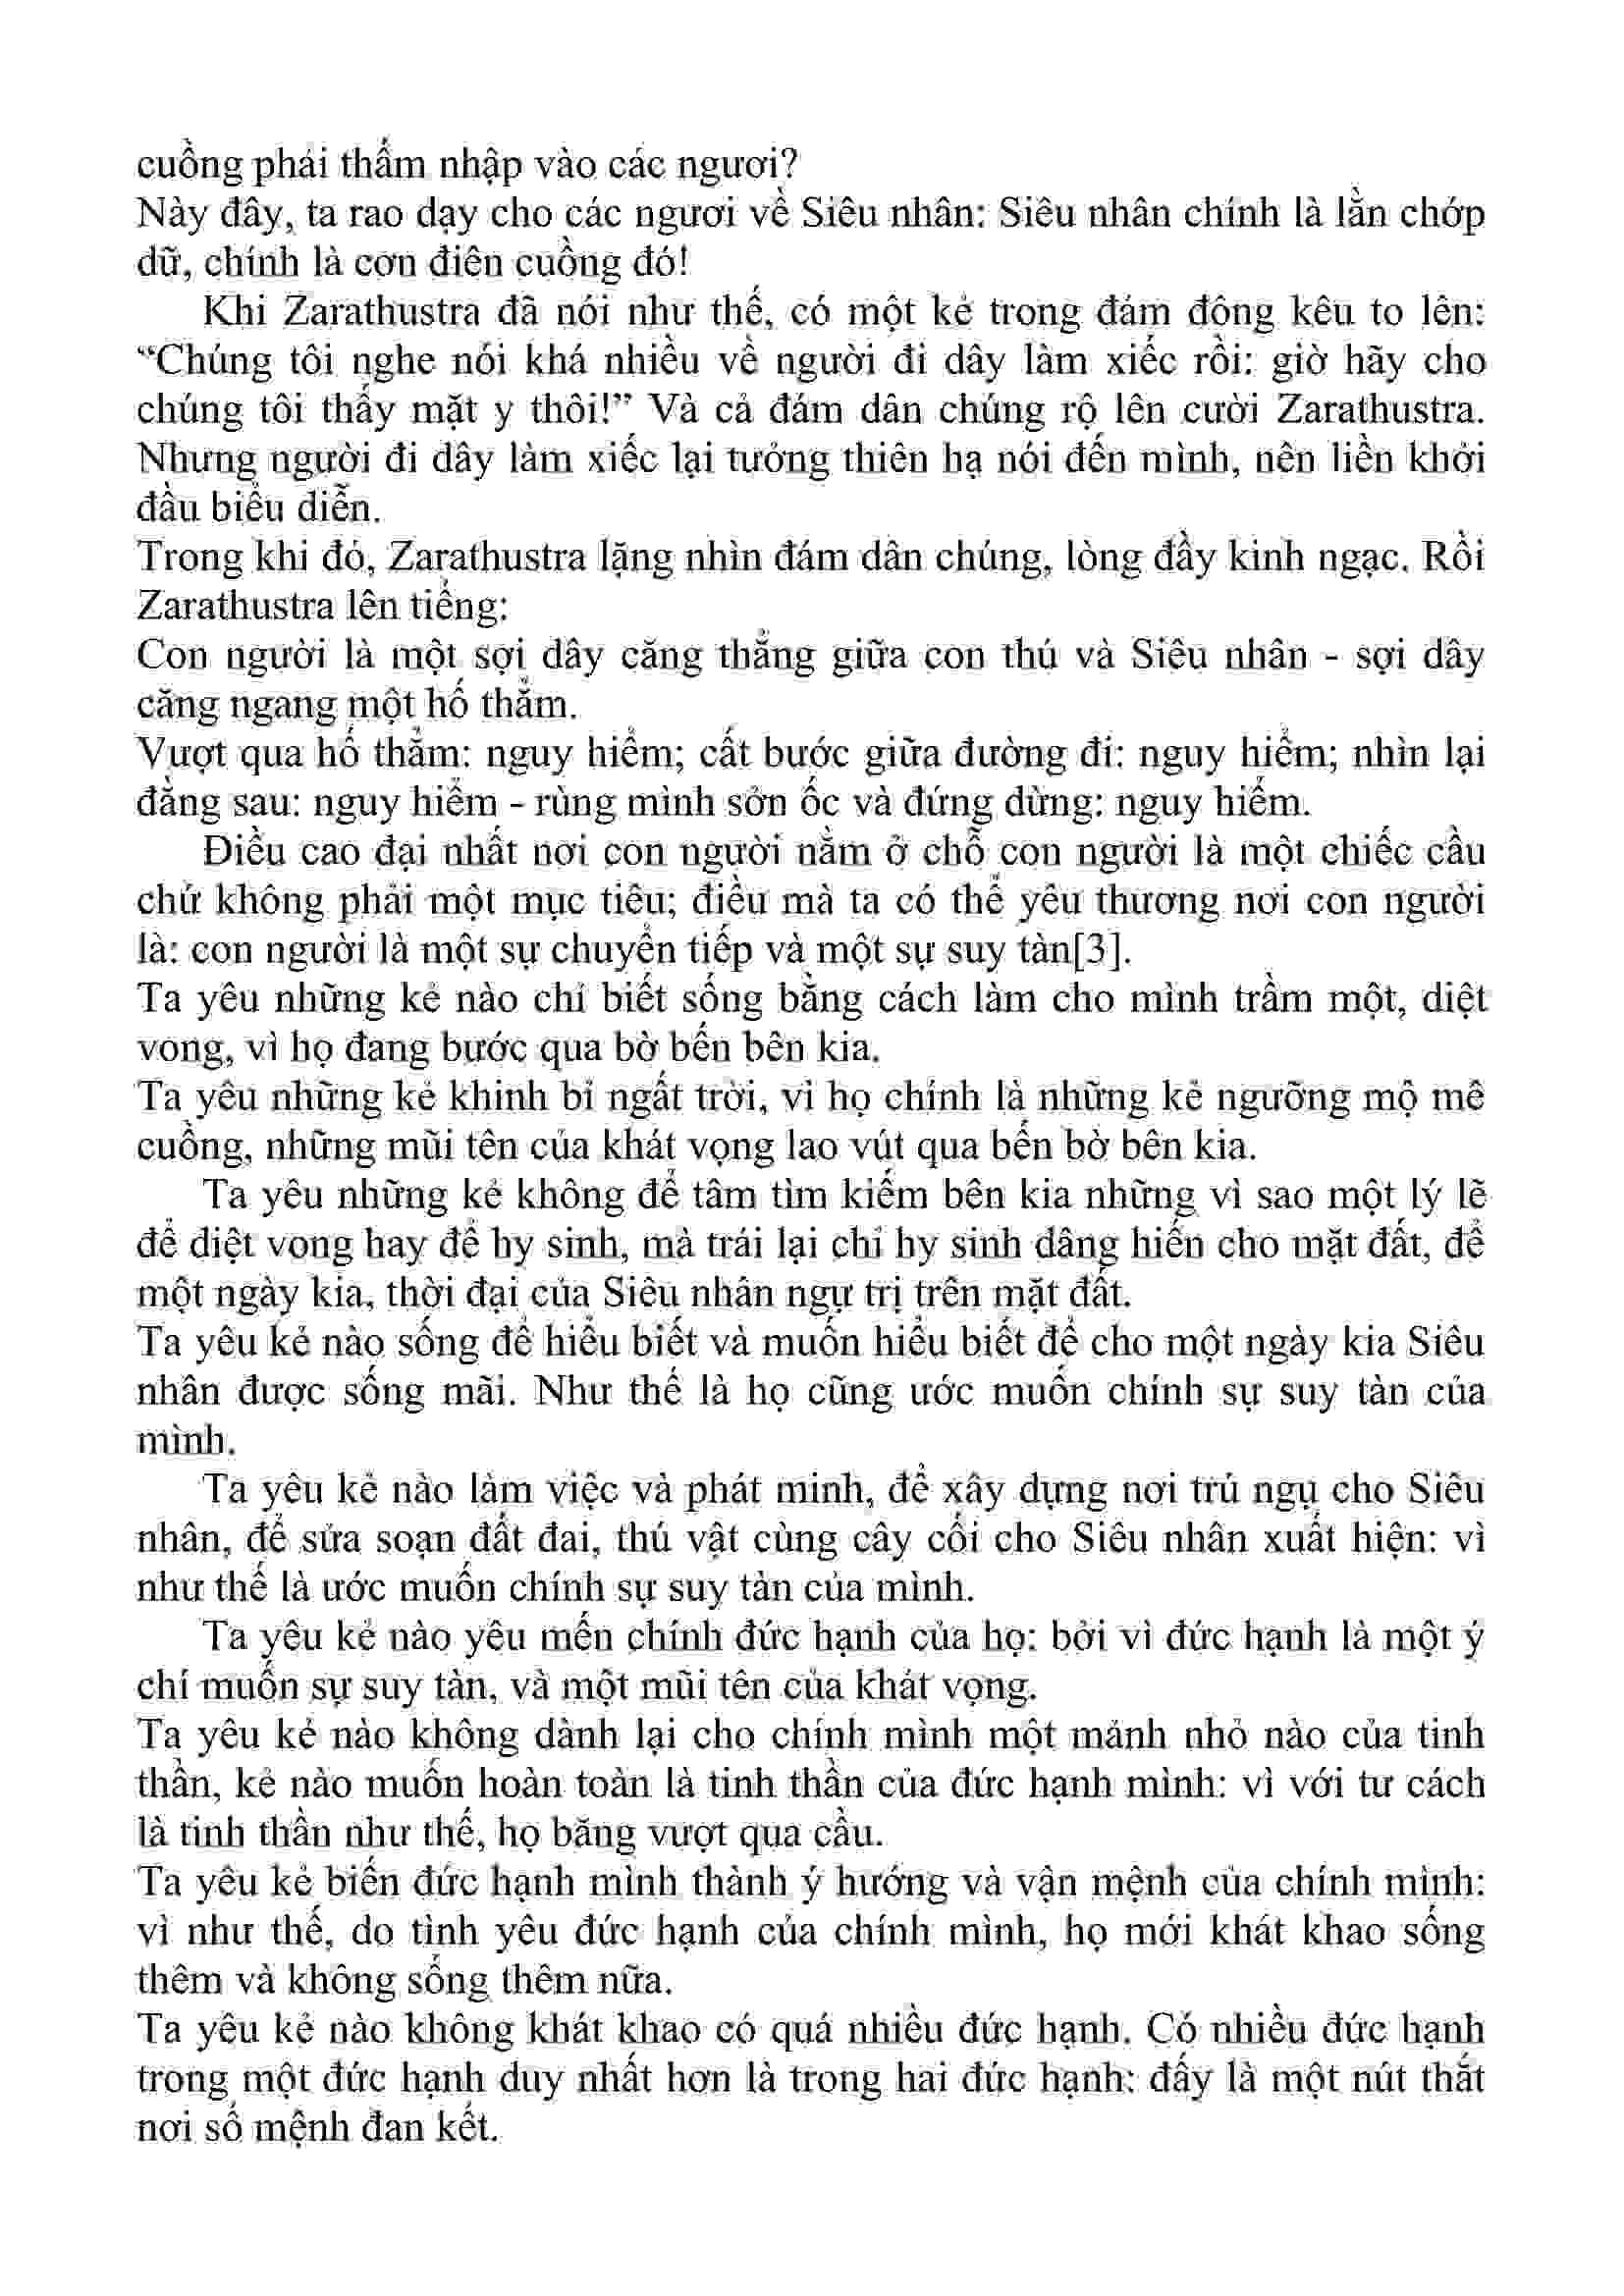 cuồng phải thấm nhập vào các ngươi?
Này đây, ta rao dạy cho các ngươi về Siêu nhân: Siêu nhân chính là lằn chớp
dữ, chính là cơn điên cuồng đó!
Khi Zarathustra đã nói như thế, có một kẻ trong đám đông kêu to lên:
“Chúng tôi nghe nói khá nhiều về người đi dây làm xiếc rồi: giờ hãy cho
chúng tôi thấy mặt y thôi!” Và cả đám dân chúng rộ lên cười Zarathustra.
Nhưng người đi dây làm xiếc lại tưởng thiên hạ nói đến mình, nên liền khởi
đầu biểu diễn.
Trong khi đó, Zarathustra lặng nhìn đám dân chúng, lòng đầy kinh ngạc. Rồi
Zarathustra lên tiếng:
Con người là một sợi dây căng thẳng giữa con thú và Siêu nhân - sợi dây
căng ngang một hố thẳm.
Vượt qua hố thẳm: nguy hiểm; cất bước giữa đường đi: nguy hiểm; nhìn lại
đằng sau: nguy hiểm - rùng mình sởn ốc và đứng dừng: nguy hiểm.
Điều cao đại nhất nơi con người nằm ở chỗ con người là một chiếc cầu
chứ không phải một mục tiêu; điều mà ta có thể yêu thương nơi con người
là: con người là một sự chuyển tiếp và một sự suy tàn[3].
Ta yêu những kẻ nào chỉ biết sống bằng cách làm cho mình trầm một, diệt
vong, vì họ đang bước qua bờ bến bên kia.
Ta yêu những kẻ khinh bỉ ngất trời, vì họ chính là những kẻ ngưỡng mộ mê
cuồng, những mũi tên của khát vọng lao vút qua bến bờ bên kia.
Ta yêu những kẻ không để tâm tìm kiếm bên kia những vì sao một lý lẽ
để diệt vong hay để hy sinh, mà trái lại chỉ hy sinh dâng hiến cho mặt đất, để
một ngày kia, thời đại của Siêu nhân ngự trị trên mặt đất.
Ta yêu kẻ nào sống để hiểu biết và muốn hiểu biết để cho một ngày kia Siêu
nhân được sống mãi. Như thế là họ cũng ước muốn chính sự suy tàn của
mình.
Ta yêu kẻ nào làm việc và phát minh, để xây dựng nơi trú ngụ cho Siêu
nhân, để sửa soạn đất đai, thú vật cùng cây cối cho Siêu nhân xuất hiện: vì
như thế là ước muốn chính sự suy tàn của mình.
Ta yêu kẻ nào yêu mến chính đức hạnh của họ: bởi vì đức hạnh là một ý
chí muốn sự suy tàn, và một mũi tên của khát vọng.
Ta yêu kẻ nào không dành lại cho chính mình một mảnh nhỏ nào của tinh
thần, kẻ nào muốn hoàn toàn là tinh thần của đức hạnh mình: vì với tư cách
là tinh thần như thế, họ băng vượt qua cầu.
Ta yêu kẻ biến đức hạnh mình thành ý hướng và vận mệnh của chính mình:
vì như thế, do tình yêu đức hạnh của chính mình, họ mới khát khao sống
thêm và không sống thêm nữa.
Ta yêu kẻ nào không khát khao có quá nhiều đức hạnh. Có nhiều đức hạnh
trong một đức hạnh duy nhất hơn là trong hai đức hạnh: đấy là một nút thắt
nơi số mệnh đan kết.